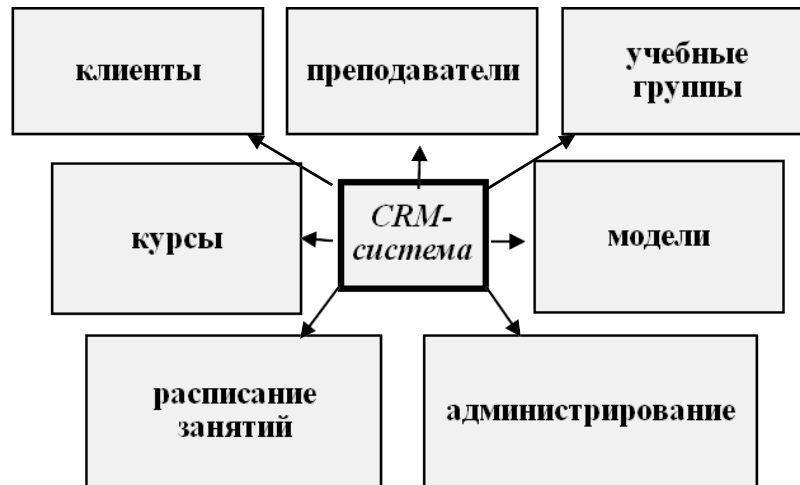 клиенты
преподаватели
учебные
группы
курсы
CRM-
система
модели
расписание
занятий
администрирование